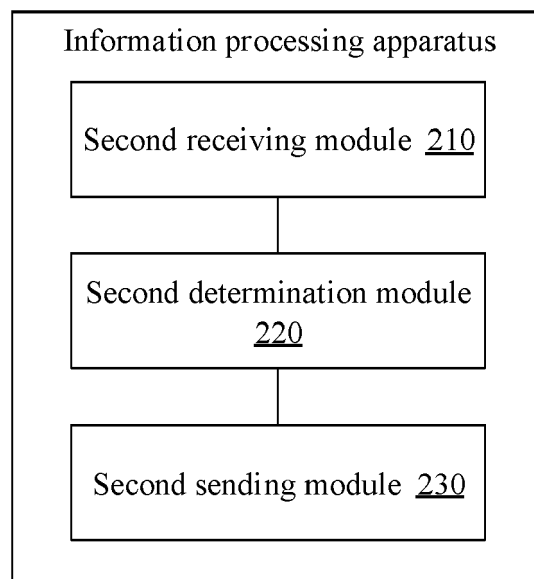 Information processing apparatus
Second receiving module 210
Second determination module
220
Second sending module 230